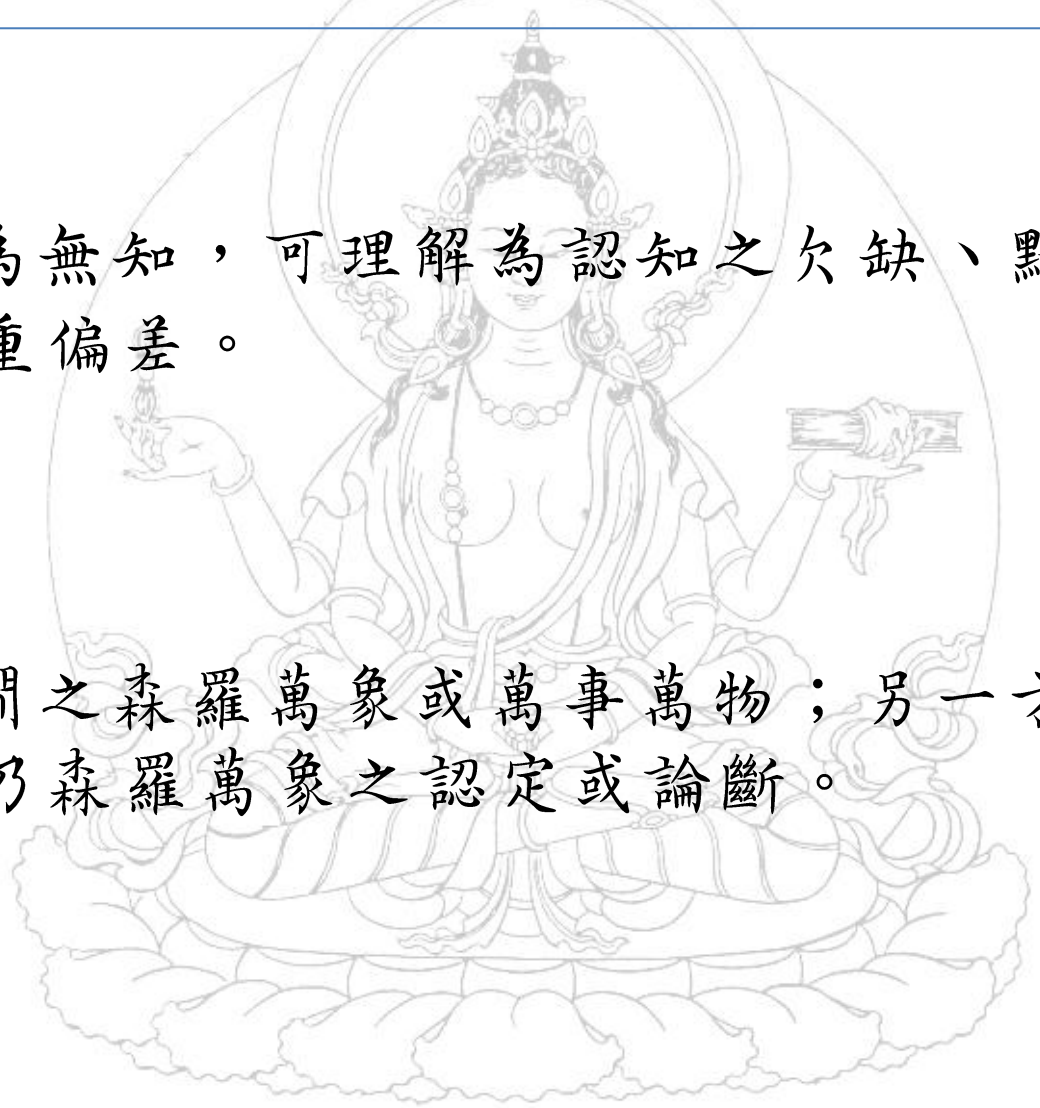 為無知，可理解為認知之欠缺、
重偏差。
間之森羅萬象或萬事萬物；另一方
乃森羅萬象之認定或論斷。